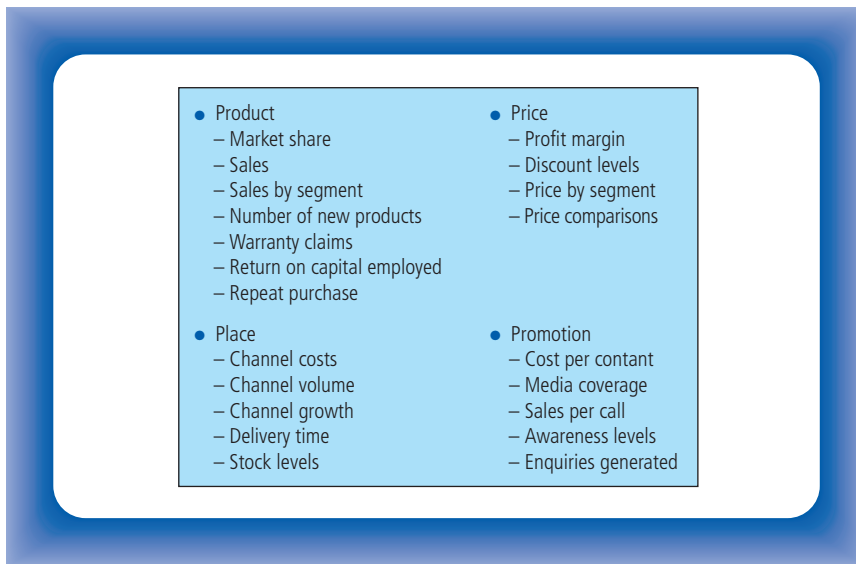 ● Product
– Market share
– Sales
– Sales by segment
– Number of new products
– Warranty claims
– Return on capital employed
– Repeat purchase
● Price
– Profit margin
– Discount levels
– Price by segment
– Price comparisons
● Place
– Channel costs
– Channel volume
– Channel growth
– Delivery time
– Stock levels
● Promotion
– Cost per contant
– Media coverage
– Sales per call
– Awareness levels
– Enquiries generated